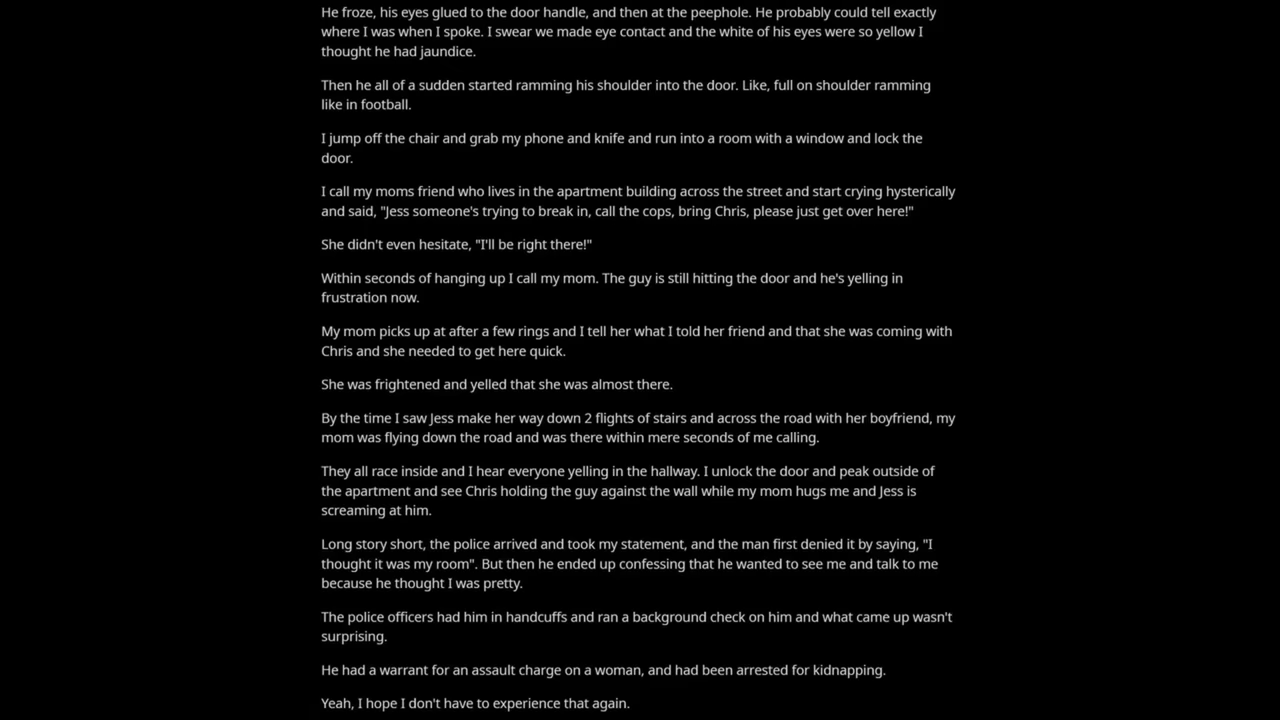 He froze, his eyes glued to the door handle, and then at the peephole. He probably could tell exactly
where I was when I spoke. I swear we made eye contact and the white of his eyes were so yellow I
thought he had jaundice.
Then he all of a sudden started ramming his shoulder into the door. Like, full on shoulder ramming
like in football.
I jump off the chair and grab my phone and knife and run into a room with a window and lock the
door.
I call my moms friend who lives in the apartment building across the street and start crying hysterically
and said, "Jess someone's trying to break in, call the cops, bring Chris, please just get over here!"
She didn't even hesitate, "I'll be right there!"
Within seconds of hanging up I call my mom. The guy is still hitting the door and he's yelling in
frustration now.
My mom picks up at after a few rings and I tell her what I told her friend and that she was coming with
Chris and she needed to get here quick.
She was frightened and yelled that she was almost there.
By the time I saw Jess make her way down 2 flights of stairs and across the road with her boyfriend, my
mom was flying down the road and was there within mere seconds of me calling.
They all race inside and I hear everyone yelling in the hallway. I unlock the door and peak outside of
the apartment and see Chris holding the guy against the wall while my mom hugs me and Jess is
screaming at him.
Long story short, the police arrived and took my statement, and the man first denied it by saying, "I
thought it was my room". But then he ended up confessing that he wanted to see me and talk to me
because he thought I was pretty.
The police officers had him in handcuffs and ran a background check on him and what came up wasn't
surprising.
He had a warrant for an assault charge on a woman, and had been arrested for kidnapping.
Yeah, I hope I don't have to experience that again.